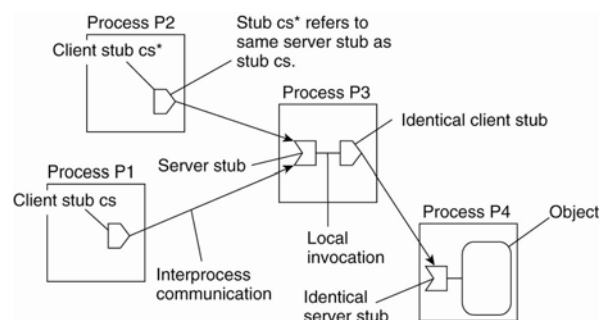 Process P2
Client stub cs*
Stub cs* refers to
same server stub as
stub cs.
Process P3
Identical client stub
Server stub
Process P1
Client stub cs
Interprocess
communication
Local
invocation
Process P4
Object
Identical
server stub